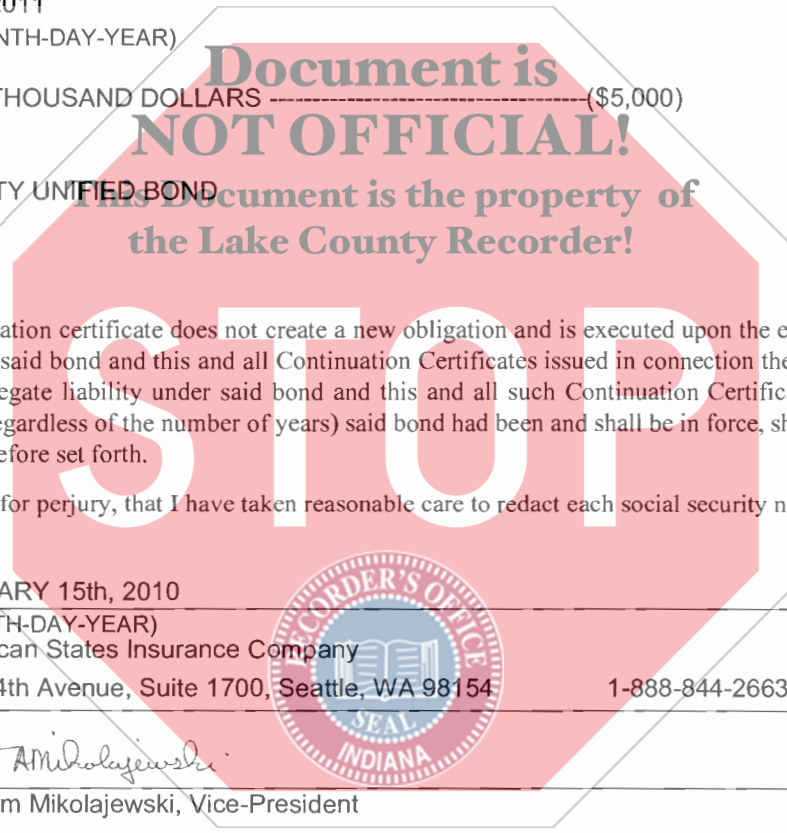 2011
NTH-DAY-YEAR)
Document is
THOUSAND DOLLARS -------------------------------------($5,000)
NOT OFFICIAL!
TY UNIFIED BOND
This Document is the property of
the Lake County Recorder!
STOP
ation certificate does not create a new obligation and is executed upon the e
said bond and this and all Continuation Certificates issued in connection the
egate liability under said bond and this and all such Continuation Certific
egardless of the number of years) said bond had been and shall be in force, sh
efore set forth.
for perjury, that I have taken reasonable care to redact each social security n
ARY 15th, 2010
TH-DAY-YEAR)
can States Insurance Company
4th Avenue, Suite 1700, Seattle, WA 98154 1-888-844-2663
RECORDER'S OFFICE
SEAL
INDIANA
AMikolajewski
m Mikolajewski, Vice-President